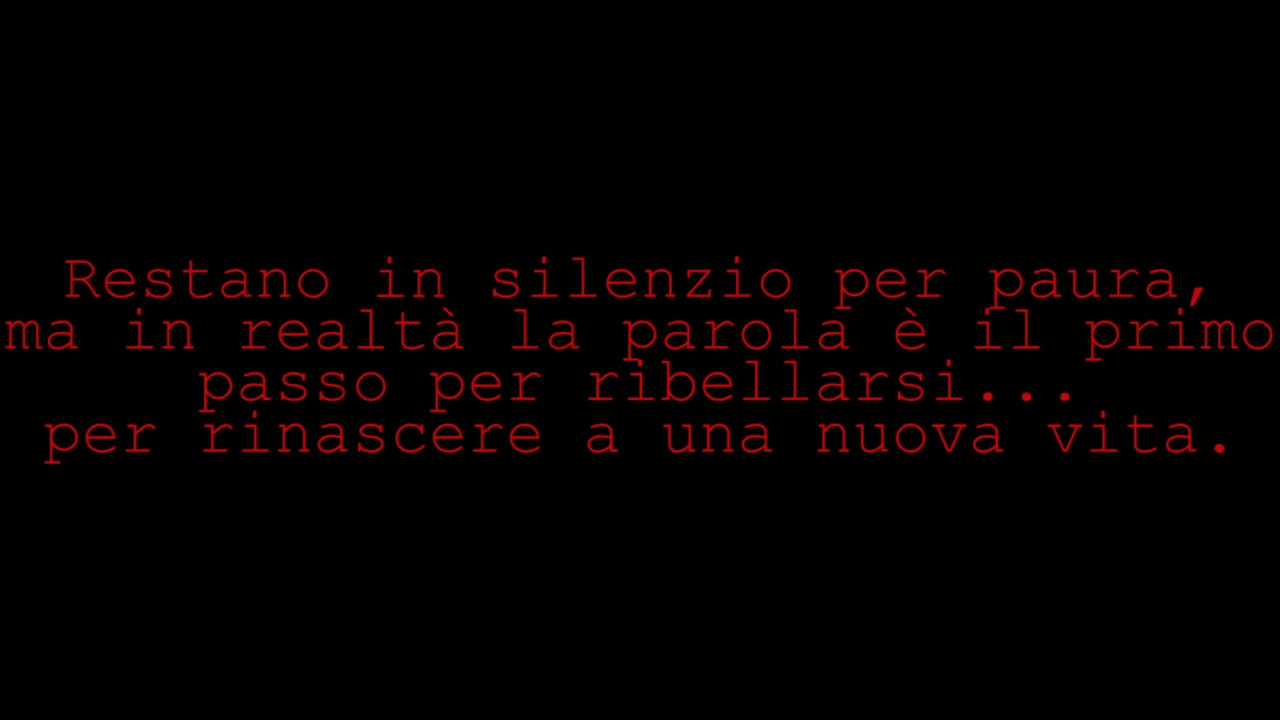 Restano in silenzio per paura,
ma in realtà la parola è il primo
passo per ribellarsi...
per rinascere a una nuova vita.